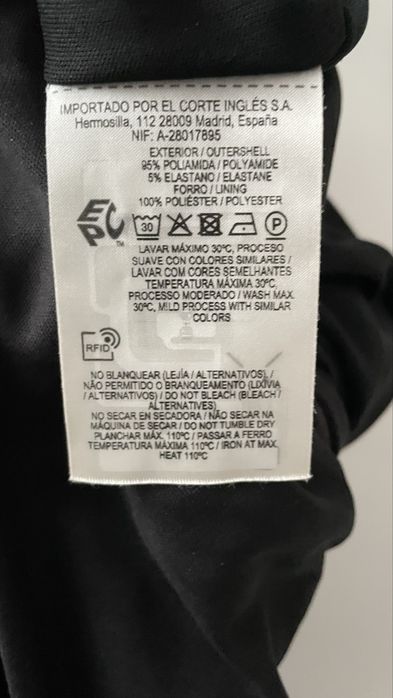 IMPORTADO POR EL CORTE INGLÉS S.A.
Hermosilla, 112 28009 Madrid, España
NIF: A-28017895
EXTERIOR / OUTERSHELL
95% POLIAMIDA / POLYAMIDE
5% ELASTANO / ELASTANE
FORRO / LINING
100% POLIÉSTER / POLYESTER
EPC™
30 P
LAVAR MÁXIMO 30ºC, PROCESO
SUAVE CON COLORES SIMILARES /
LAVAR COM CORES SEMELHANTES
TEMPERATURA MÁXIMA 30ºC,
PROCESSO MODERADO / WASH MAX.
30ºC, MILD PROCESS WITH SIMILAR
COLORS
RFID
NO BLANQUEAR (LEJÍA / ALTERNATIVOS) /
NÃO PERMITIDO O BRANQUEAMENTO (LIXÍVIA
/ ALTERNATIVOS) / DO NOT BLEACH (BLEACH /
ALTERNATIVES)
NO SECAR EN SECADORA / NÃO SECAR NA
MÁQUINA DE SECAR / DO NOT TUMBLE DRY
PLANCHAR MÁX. 110ºC / PASSAR A FERRO
TEMPERATURA MÁXIMA 110ºC / IRON AT MAX.
HEAT 110ºC